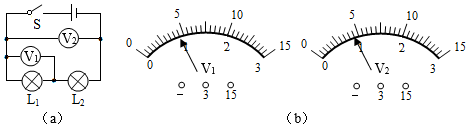 S
V₂
V₁
L₁ L₂
(a)
0 5 10 15
0 1 2 3
V₁
– 3 15
0 5 10 15
0 1 2 3
V₂
– 3 15
(b)